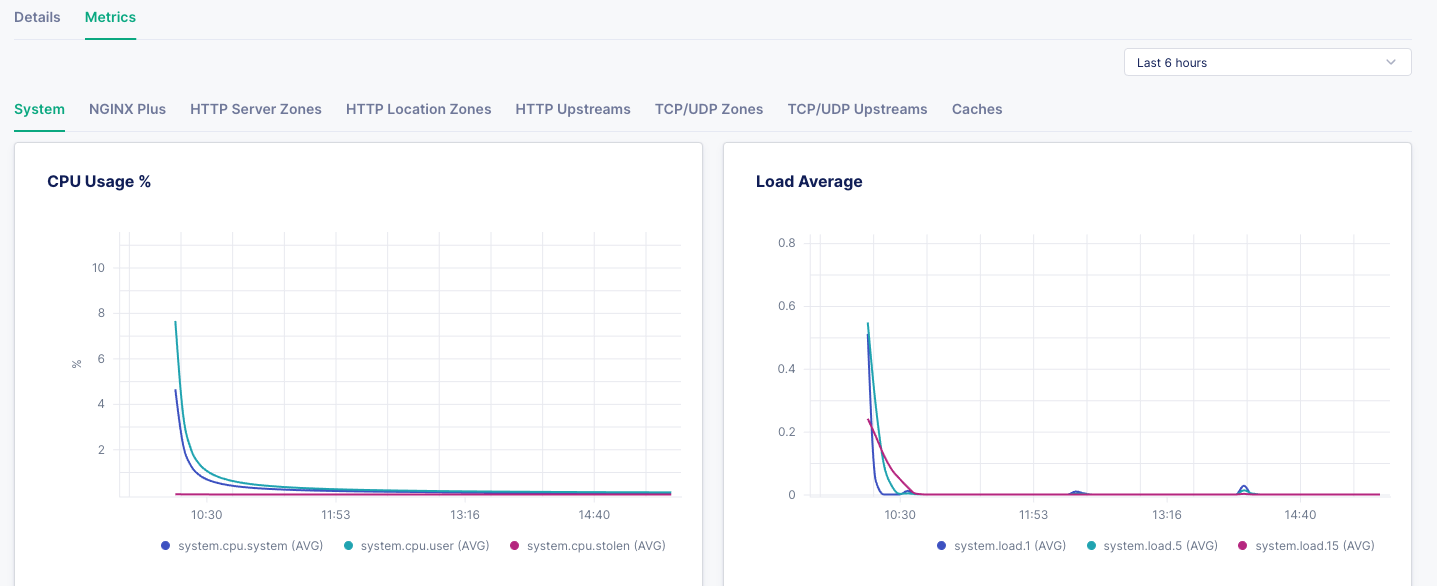 Details Metrics
Last 6 hours
System NGINX Plus HTTP Server Zones HTTP Location Zones HTTP Upstreams TCP/UDP Zones TCP/UDP Upstreams Caches
CPU Usage %
10
8
6
4
2
%
10:30 11:53 13:16 14:40
system.cpu.system (AVG) system.cpu.user (AVG) system.cpu.stolen (AVG)
Load Average
0.8
0.6
0.4
0.2
0
10:30 11:53 13:16 14:40
system.load.1 (AVG) system.load.5 (AVG) system.load.15 (AVG)